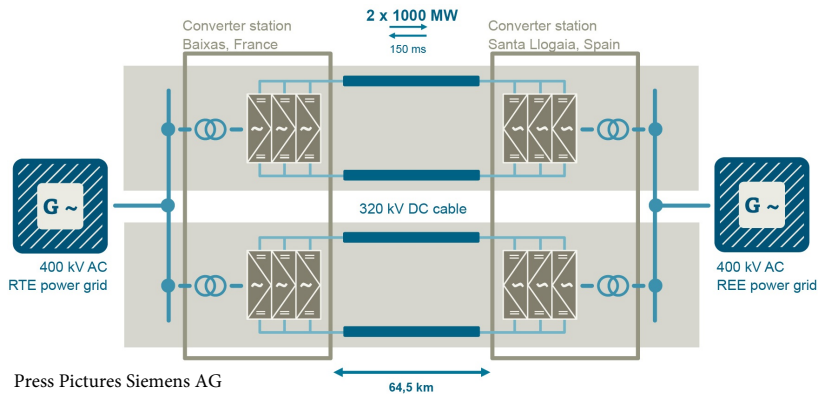 2 x 1000 MW
150 ms
Converter station
Baixas, France
Converter station
Santa Llogaia, Spain
G ~
400 kV AC
RTE power grid
~ ~ ~
~ ~ ~
320 kV DC cable
G ~
400 kV AC
REE power grid
~ ~ ~
~ ~ ~
64,5 km
Press Pictures Siemens AG